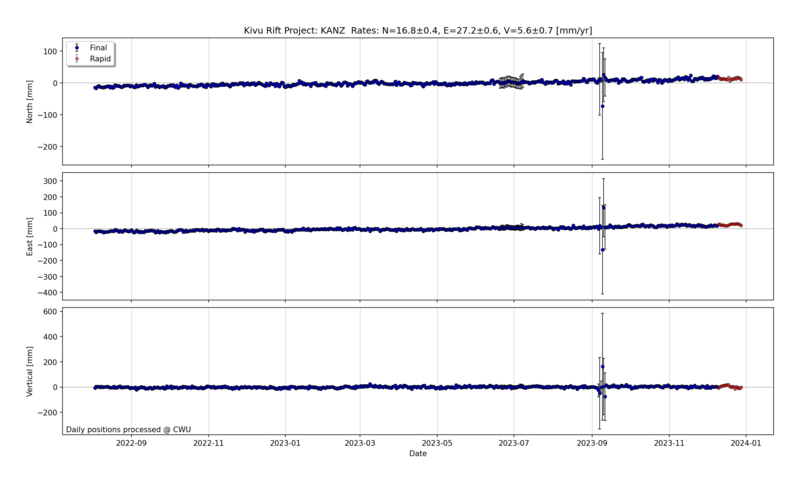 Kivu Rift Project: KANZ  Rates: N=16.8±0.4, E=27.2±0.6, V=5.6±0.7 [mm/yr]
Final
Rapid
North [mm]
100
0
−100
−200
East [mm]
300
200
100
0
−100
−200
−300
−400
Vertical [mm]
600
400
200
0
−200
Daily positions processed @ CWU
2022-09 2022-11 2023-01 2023-03 2023-05 2023-07 2023-09 2023-11 2024-01
Date